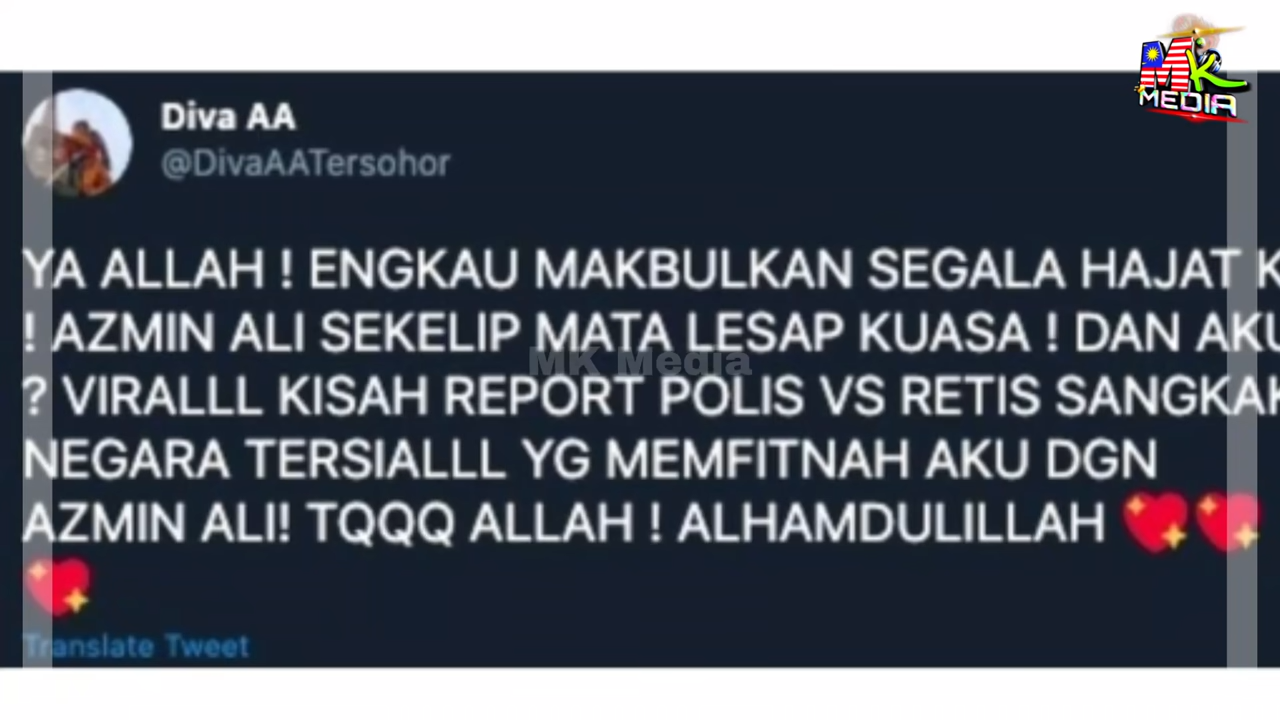 MK MEDIA
Diva AA
@DivaAATersohor
YA ALLAH ! ENGKAU MAKBULKAN SEGALA HAJAT
! AZMIN ALI SEKELIP MATA LESAP KUASA ! DAN AKU
? VIRALLL KISAH REPORT POLIS VS RETIS
NEGARA TERSIALLL YG MEMFITNAH AKU DGN
AZMIN ALI! TQQQ ALLAH ! ALHAMDULILLAH 💖💖
💖
MK Media
Translate Tweet